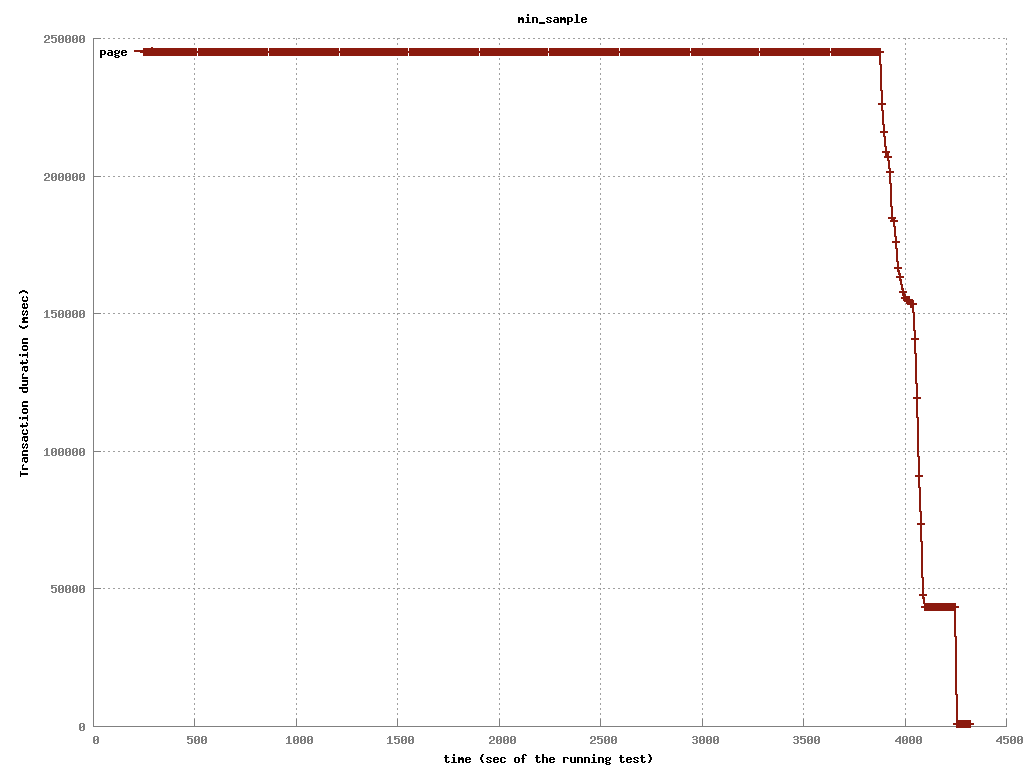 min_sample
250000
page
200000
150000
100000
50000
0
Transaction duration (msec)
0 500 1000 1500 2000 2500 3000 3500 4000 4500
time (sec of the running test)